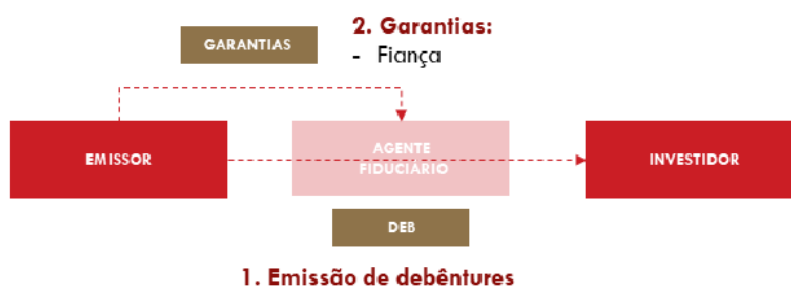 2. Garantias:
GARANTIAS
- Fiança
EMISSOR
AGENTE
FIDUCIÁRIO
INVESTIDOR
DEB
1. Emissão de debêntures